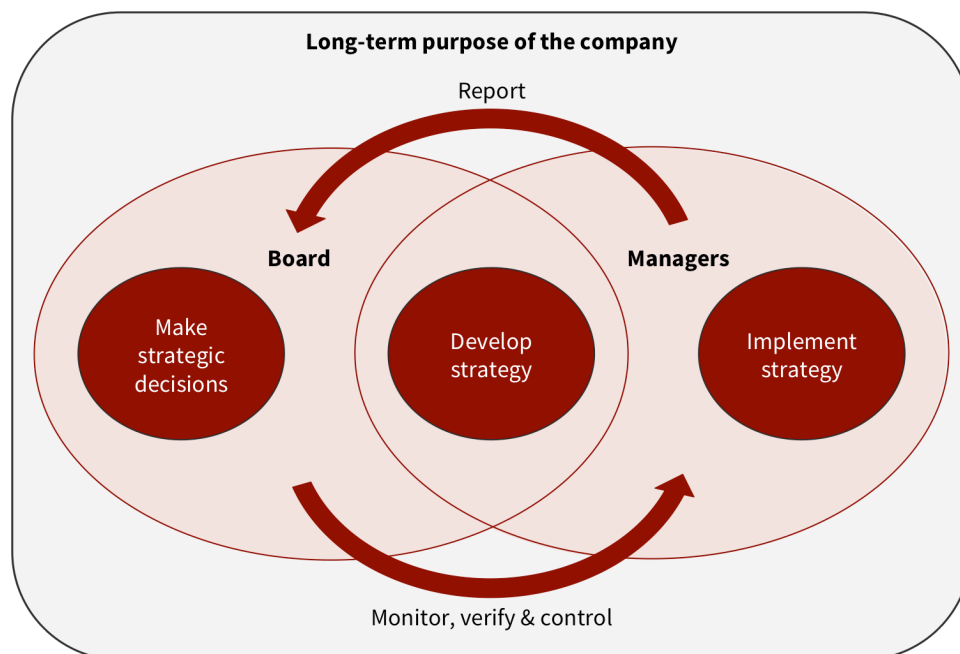 Long-term purpose of the company
Report
Board
Managers
Make
strategic
decisions
Develop
strategy
Implement
strategy
Monitor, verify & control